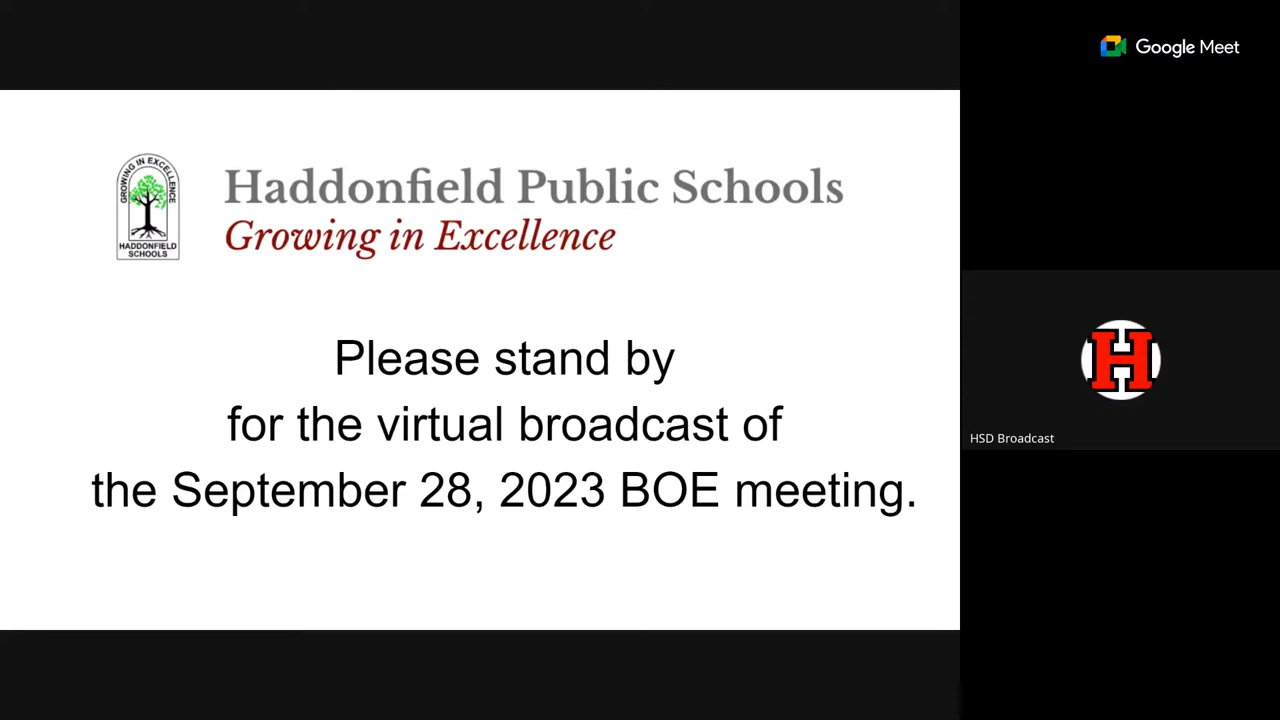 Google Meet
GROWING IN EXCELLENCE
HADDONFIELD
SCHOOLS
Haddonfield Public Schools
Growing in Excellence
Please stand by
for the virtual broadcast of
the September 28, 2023 BOE meeting.
H
HSD Broadcast